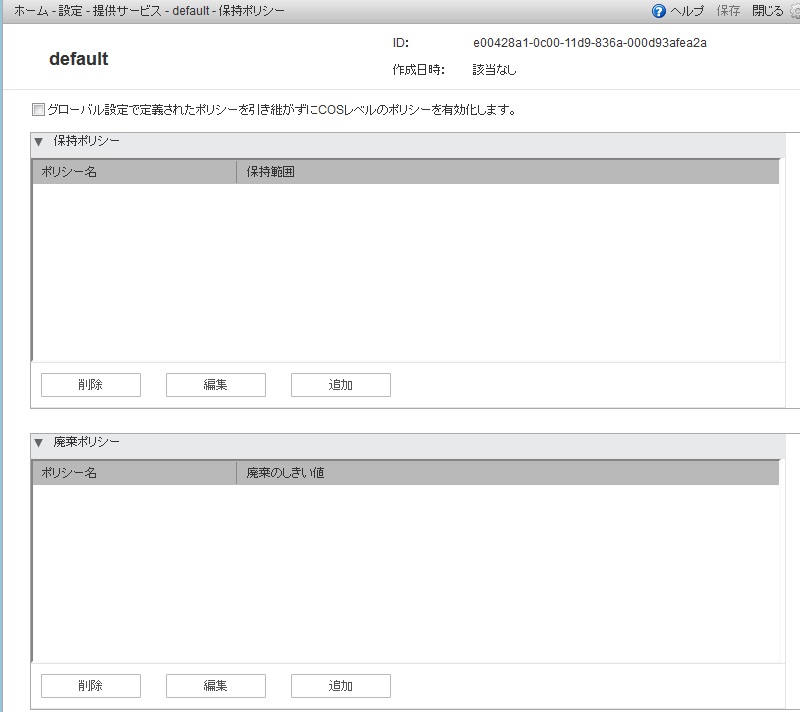 ホーム - 設定 - 提供サービス - default - 保持ポリシー
ヘルプ 保存 閉じる
default
ID: e00428a1-0c00-11d9-836a-000d93afea2a
作成日時: 該当なし
グローバル設定で定義されたポリシーを引き継がずにCOSレベルのポリシーを有効化します。
▼ 保持ポリシー
ポリシー名 保持範囲
削除 編集 追加
▼ 廃棄ポリシー
ポリシー名 廃棄のしきい値
削除 編集 追加